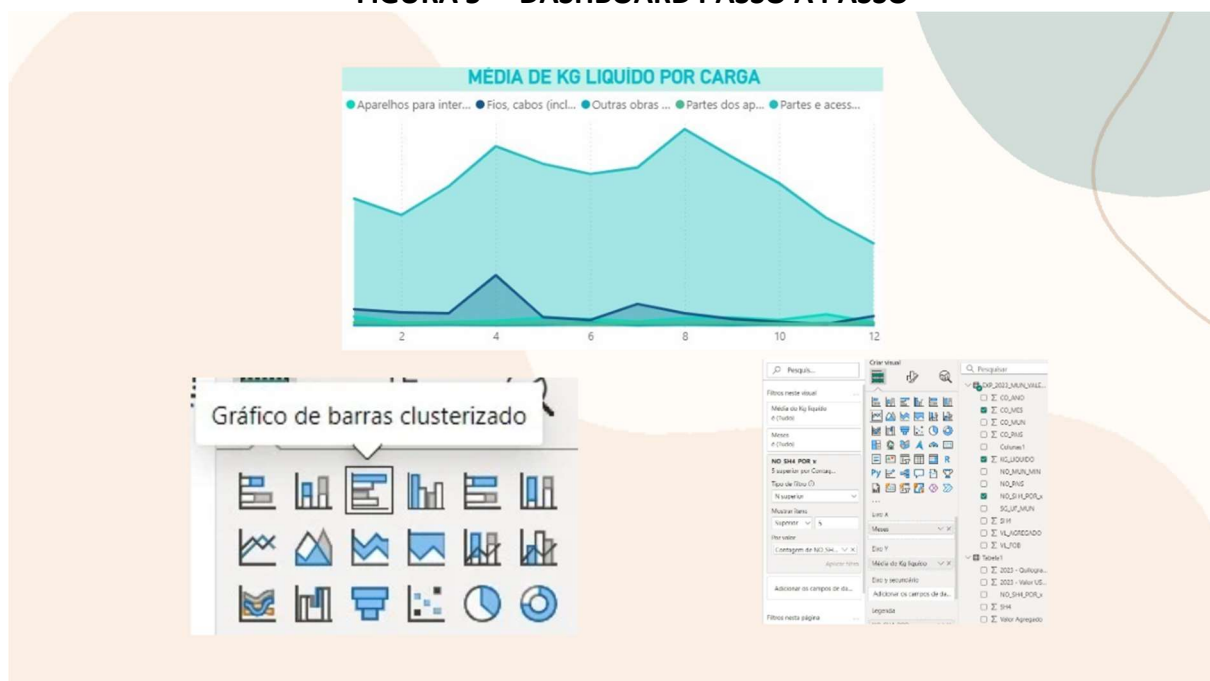 MÉDIA DE KG LIQUÍDO POR CARGA
Aparelhos para inter... Fios, cabos (incl... Outras obras ... Partes dos ap... Partes e acess...
2 4 6 8 10 12
Gráfico de barras clusterizado
Pesquis...
Filtros neste visual
Média do Kg líquido
é (Tudo)
Meses
é (Tudo)
NO SH4 POR v
5 superior por Contag...
Tipo de filtro
N superior
Mostrar itens
Superior 5
Por valor
Contagem de NO SH...
Aplicar filtro
Adicionar os campos de da...
Filtros nesta página
Criar visual
Eixo X
Meses
Eixo Y
Média do Kg líquido
Eixo y secundário
Adicionar os campos de da...
Legenda
Pesquisar
EXP_2023_MUN_VALE...
CO_ANO
CO_MES
CO_MUN
CO_PAIS
Colunas1
KG_LIQUIDO
NO_MUN_MIN
NO_PAIS
NO_SH4_POR_x
SG_UF_MUN
SH4
VL_AGREGADO
VL_FOB
Tabela1
2023 - Quilogra...
2023 - Valor US...
NO_SH4_POR_x
SH4
Valor Agregado